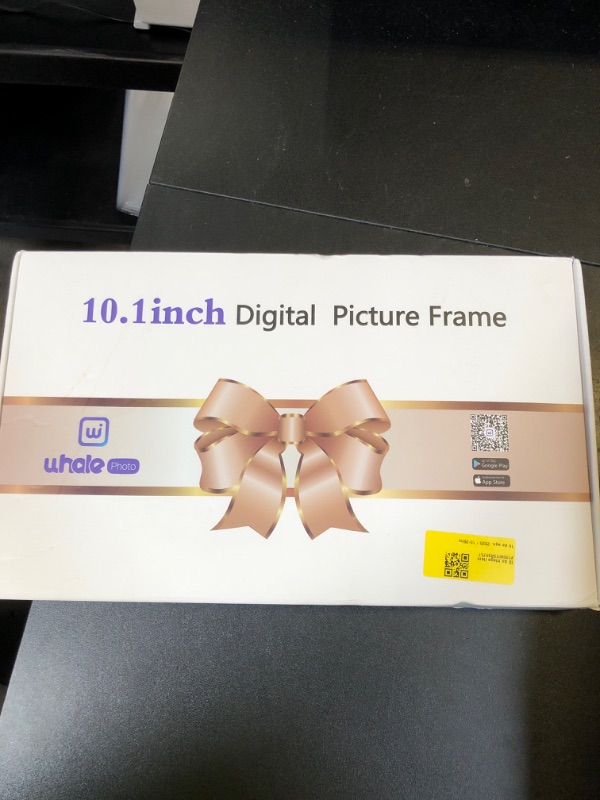 10.1inch Digital Picture Frame
whale Photo
Google Play
App Store